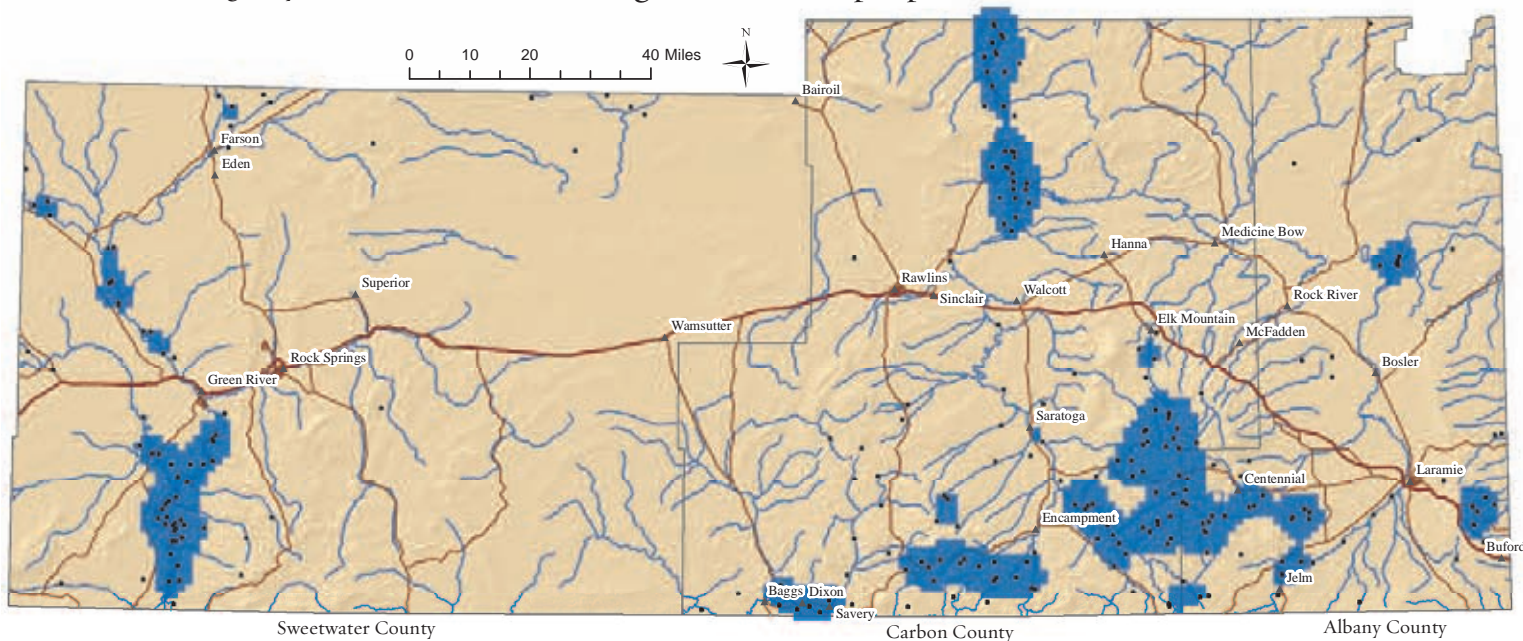 N
0 10 20 40 Miles
Bairoil
Farson
Eden
Medicine Bow
Hanna
Superior
Rawlins
Sinclair
Walcott
Rock River
Wamsutter
Elk Mountain
McFadden
Rock Springs
Green River
Bosler
Saratoga
Laramie
Centennial
Encampment
Buford
Jelm
Baggs Dixon
Savery
Sweetwater County
Carbon County
Albany County